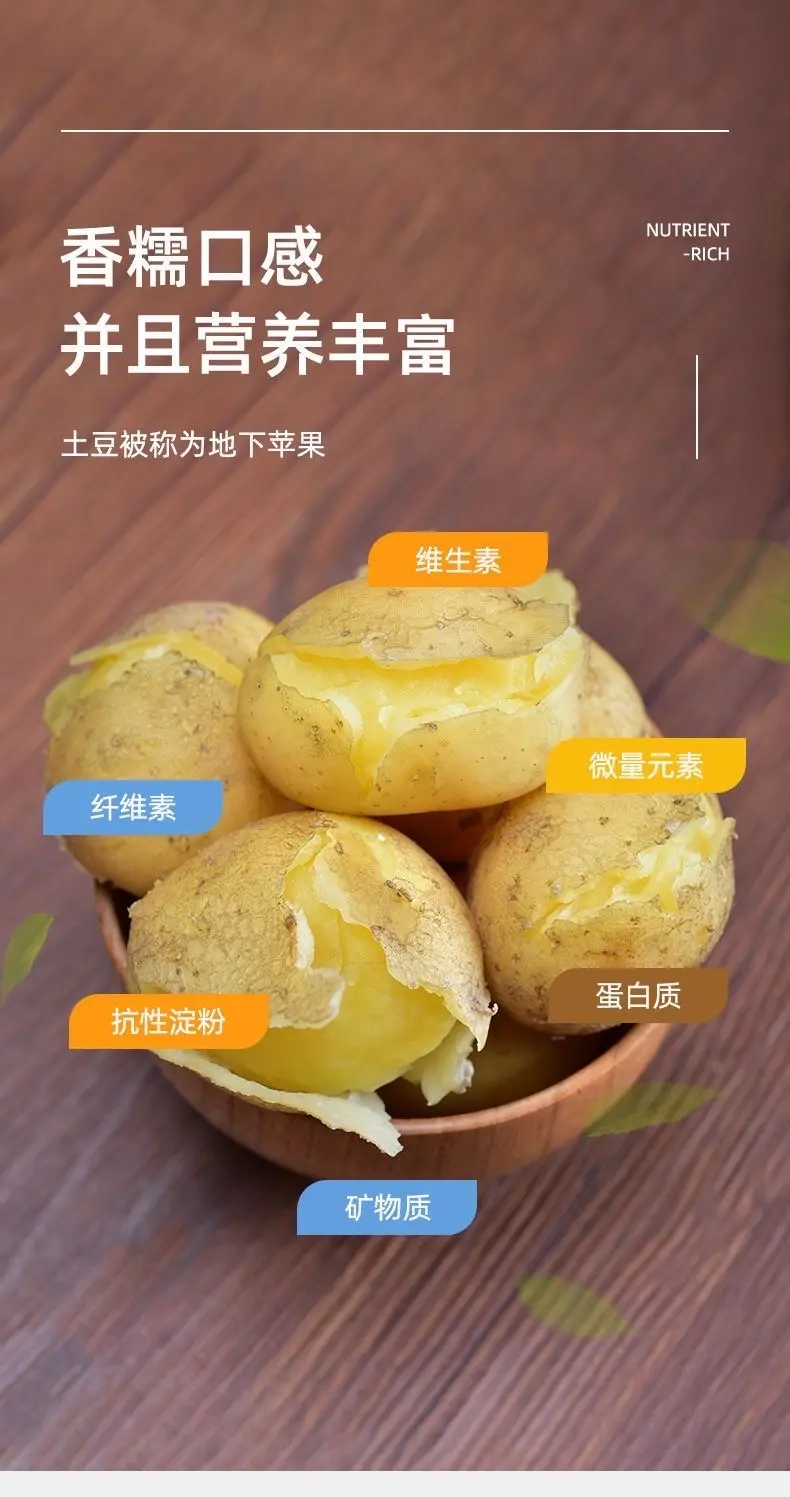 香糯口感
并且营养丰富
NUTRIENT
-RICH
土豆被称为地下苹果
维生素
微量元素
纤维素
蛋白质
抗性淀粉
矿物质